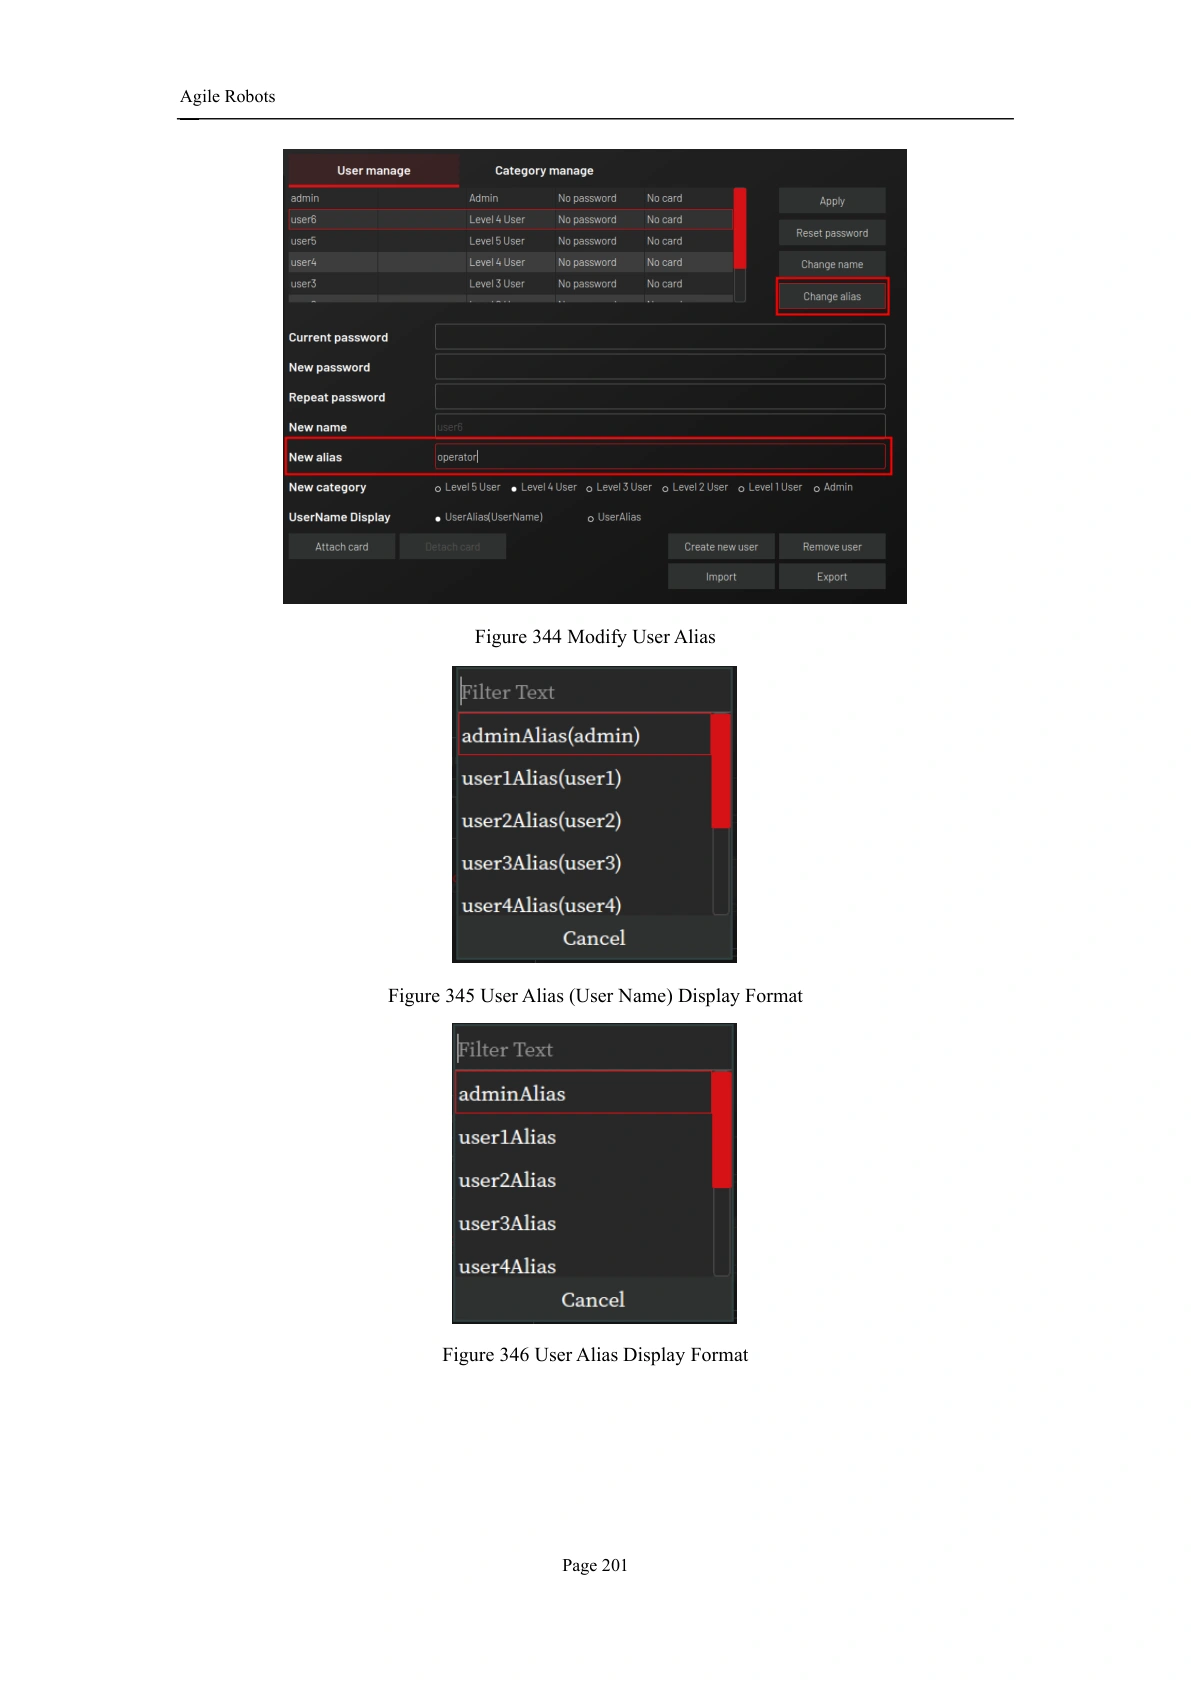 Agile Robots
User manage Category manage
admin Admin No password No card
user6 Level 4 User No password No card
user5 Level 5 User No password No card
user4 Level 4 User No password No card
user3 Level 3 User No password No card
Apply
Reset password
Change name
Change alias
Current password
New password
Repeat password
New name user6
New alias operator
New category Level 5 User Level 4 User Level 3 User Level 2 User Level 1 User Admin
UserName Display UserAlias(UserName) UserAlias
Attach card Detach card Create new user Remove user
Import Export
Figure 344 Modify User Alias
Filter Text
adminAlias(admin)
user1Alias(user1)
user2Alias(user2)
user3Alias(user3)
user4Alias(user4)
Cancel
Figure 345 User Alias (User Name) Display Format
Filter Text
adminAlias
user1Alias
user2Alias
user3Alias
user4Alias
Cancel
Figure 346 User Alias Display Format
Page 201